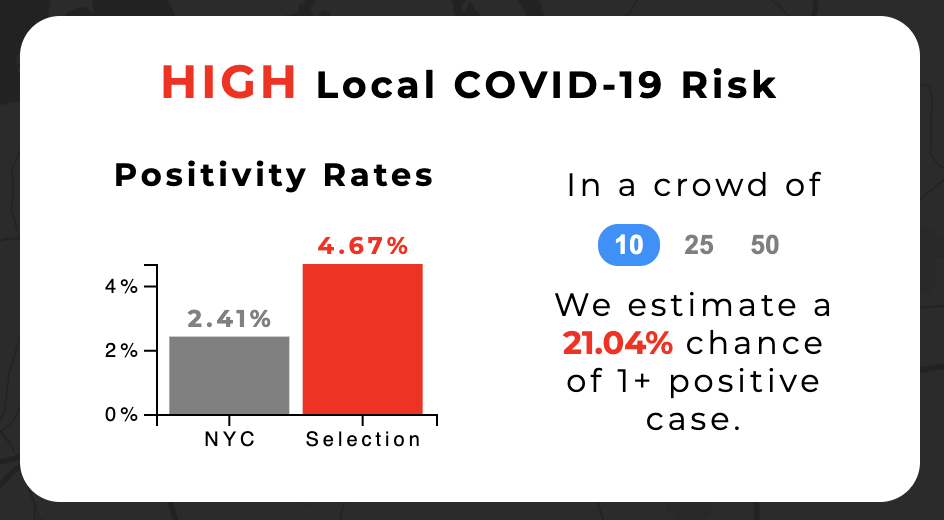 HIGH Local COVID-19 Risk
Positivity Rates
4.67%
2.41%
4%
2%
0%
NYC Selection
In a crowd of
10 25 50
We estimate a
21.04% chance
of 1+ positive
case.